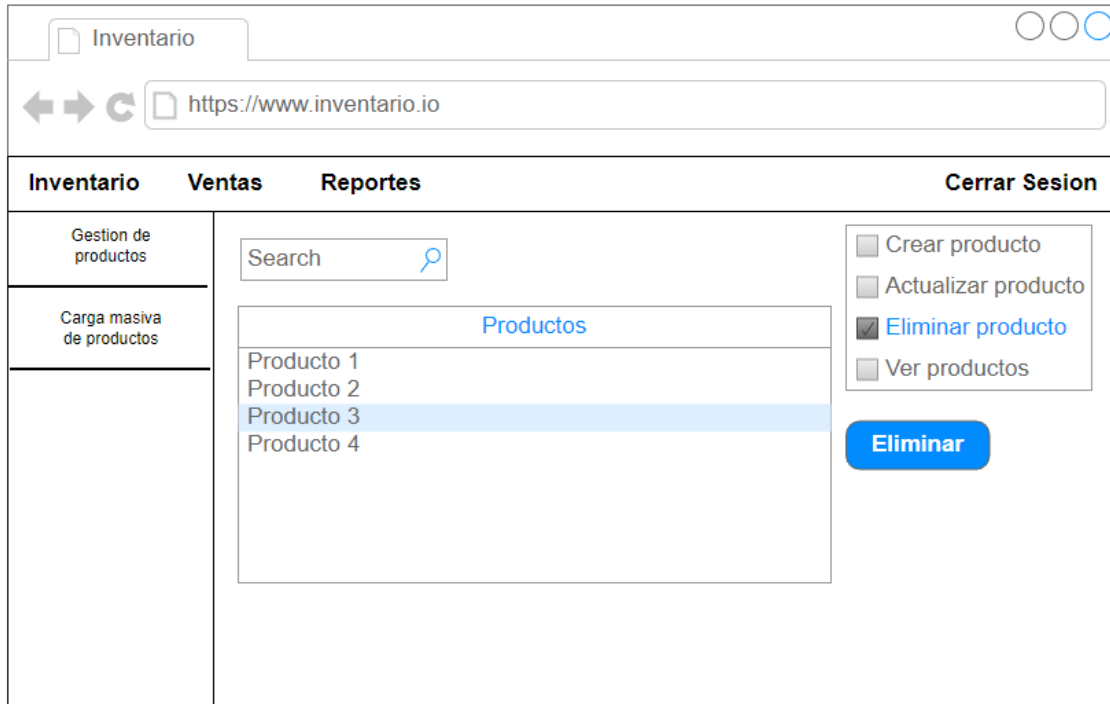 Inventario
https://www.inventario.io
Inventario Ventas Reportes Cerrar Sesion
Gestion de
productos
Carga masiva
de productos
Search
Productos
Producto 1
Producto 2
Producto 3
Producto 4
Crear producto
Actualizar producto
Eliminar producto
Ver productos
Eliminar